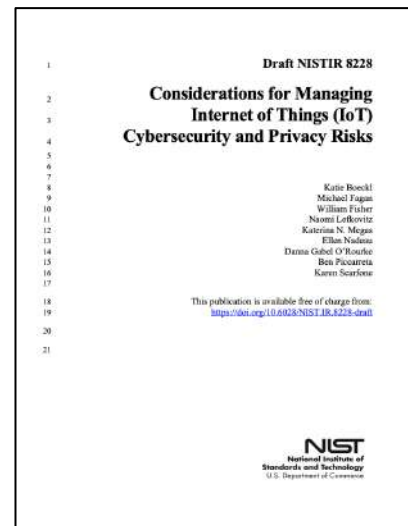 1 Draft NISTIR 8228
2 Considerations for Managing
3 Internet of Things (IoT)
4 Cybersecurity and Privacy Risks
5
6
7
8 Katie Boeckl
9 Michael Fagan
10 William Fisher
11 Naomi Lefkovitz
12 Katerina N. Megas
13 Ellen Nadeau
14 Danna Gabel O'Rourke
15 Ben Piccarreta
16 Karen Scarfone
17
18 This publication is available free of charge from:
19 https://doi.org/10.6028/NIST.IR.8228-draft
20
21
NIST
National Institute of
Standards and Technology
U.S. Department of Commerce